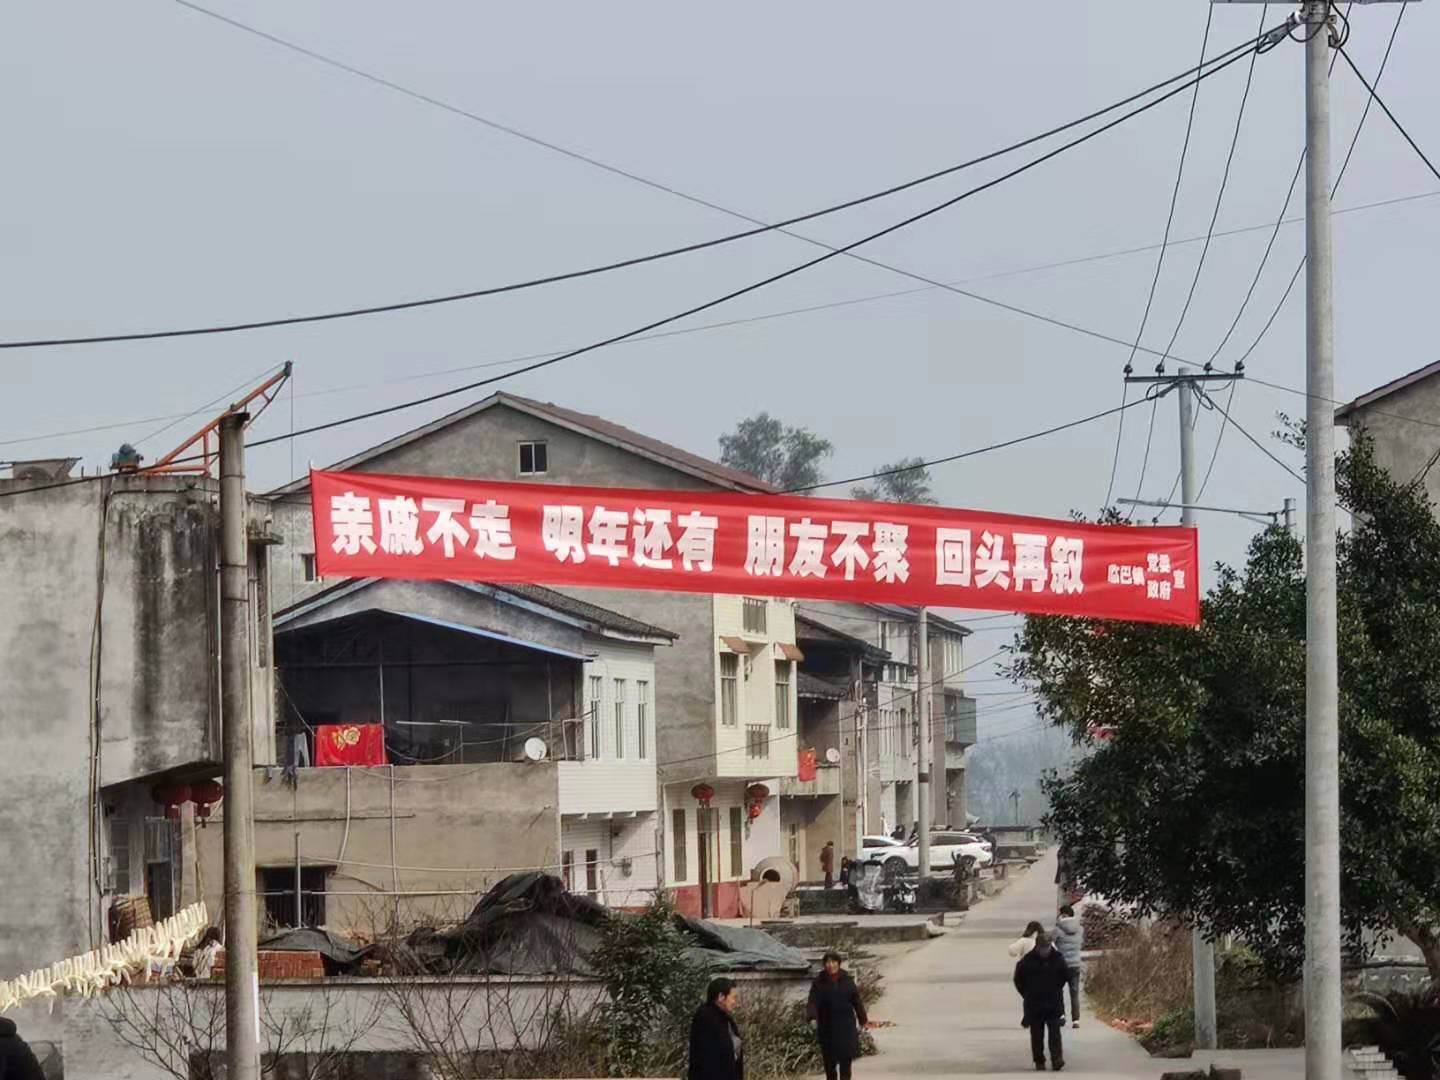 亲戚不走 明年还有 朋友不聚 回头再叙
临巴镇 党委 宣
政府